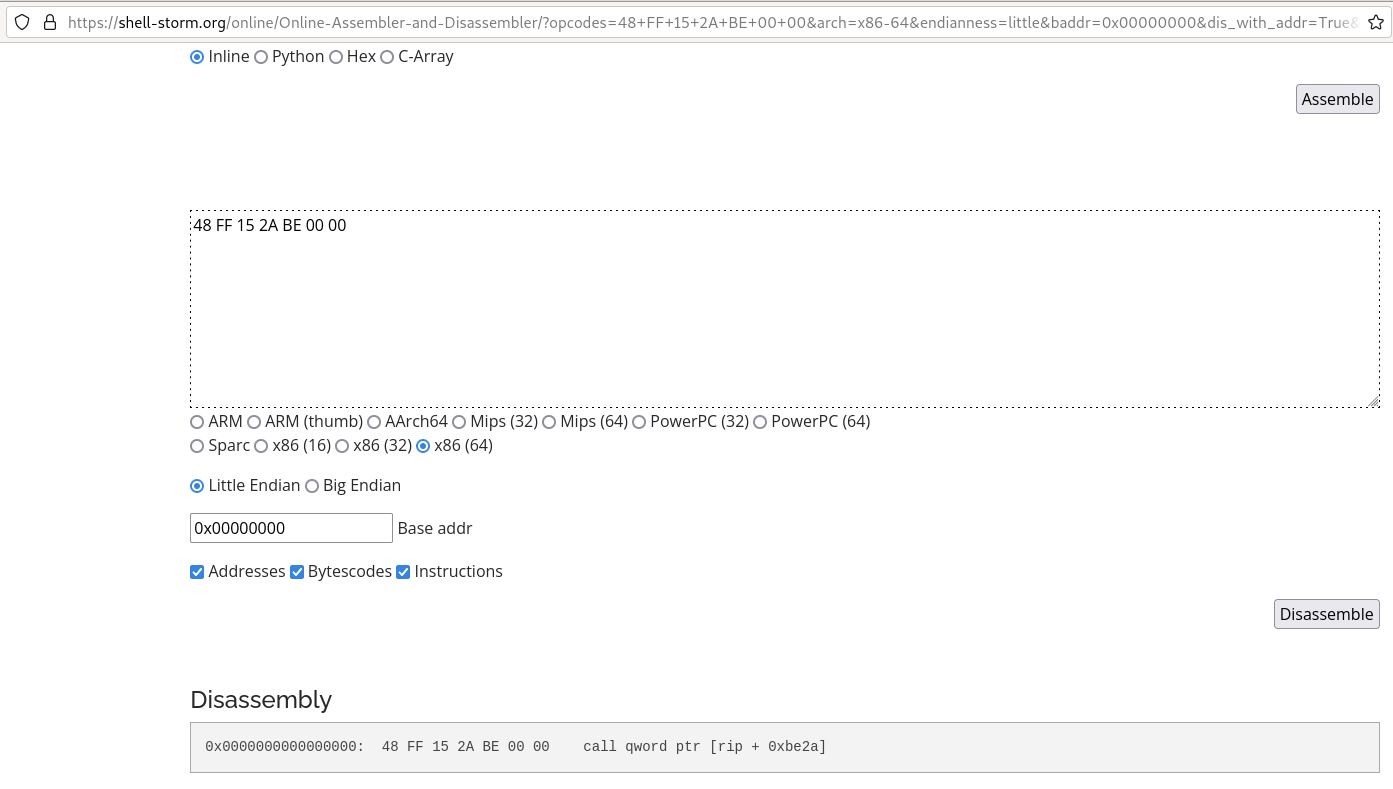 https://shell-storm.org/online/Online-Assembler-and-Disassembler/?opcodes=48+FF+15+2A+BE+00+00&arch=x86-64&endianness=little&baddr=0x00000000&dis_with_addr=True&
Inline Python Hex C-Array
Assemble
48 FF 15 2A BE 00 00
ARM ARM (thumb) AArch64 Mips (32) Mips (64) PowerPC (32) PowerPC (64)
Sparc x86 (16) x86 (32) x86 (64)
Little Endian Big Endian
0x00000000 Base addr
Addresses Bytescodes Instructions
Disassemble
Disassembly
0x0000000000000000: 48 FF 15 2A BE 00 00 call qword ptr [rip + 0xbe2a]